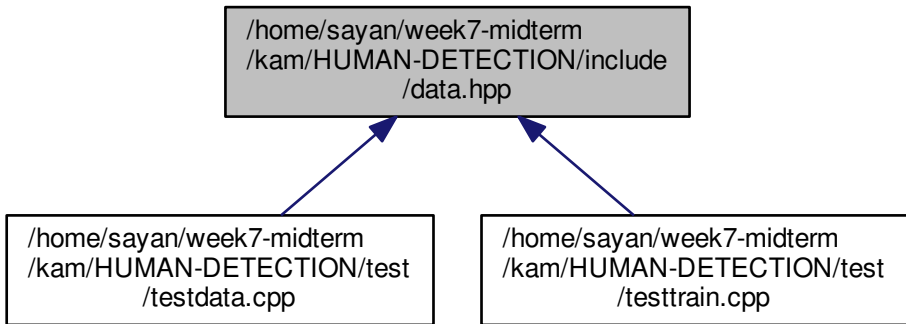 /home/sayan/week7-midterm
/kam/HUMAN-DETECTION/include
/data.hpp
/home/sayan/week7-midterm
/kam/HUMAN-DETECTION/test
/testdata.cpp
/home/sayan/week7-midterm
/kam/HUMAN-DETECTION/test
/testtrain.cpp